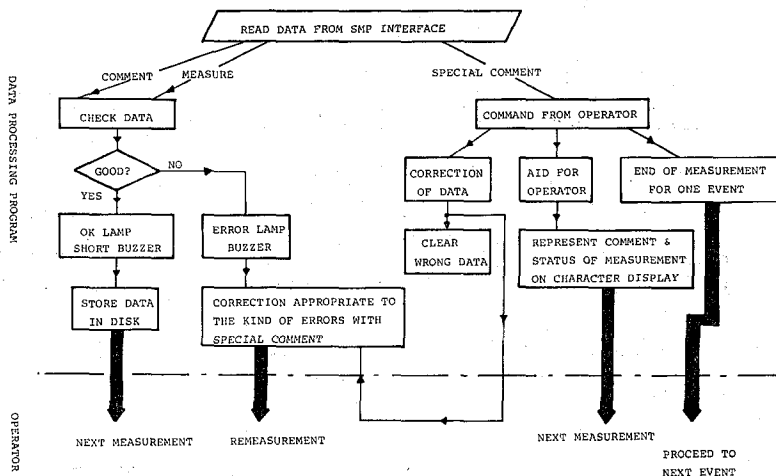 READ DATA FROM SMP INTERFACE
COMMENT
MEASURE
SPECIAL COMMENT
DATA PROCESSING PROGRAM
CHECK DATA
COMMAND FROM OPERATOR
GOOD?
NO
YES
CORRECTION
OF DATA
AID FOR
OPERATOR
END OF MEASUREMENT
FOR ONE EVENT
OK LAMP
SHORT BUZZER
ERROR LAMP
BUZZER
CLEAR
WRONG DATA
REPRESENT COMMENT &
STATUS OF MEASUREMENT
ON CHARACTER DISPLAY
STORE DATA
IN DISK
CORRECTION APPROPRIATE TO
THE KIND OF ERRORS WITH
SPECIAL COMMENT
OPERATOR
NEXT MEASUREMENT
REMEASUREMENT
NEXT MEASUREMENT
PROCEED TO
NEXT EVENT